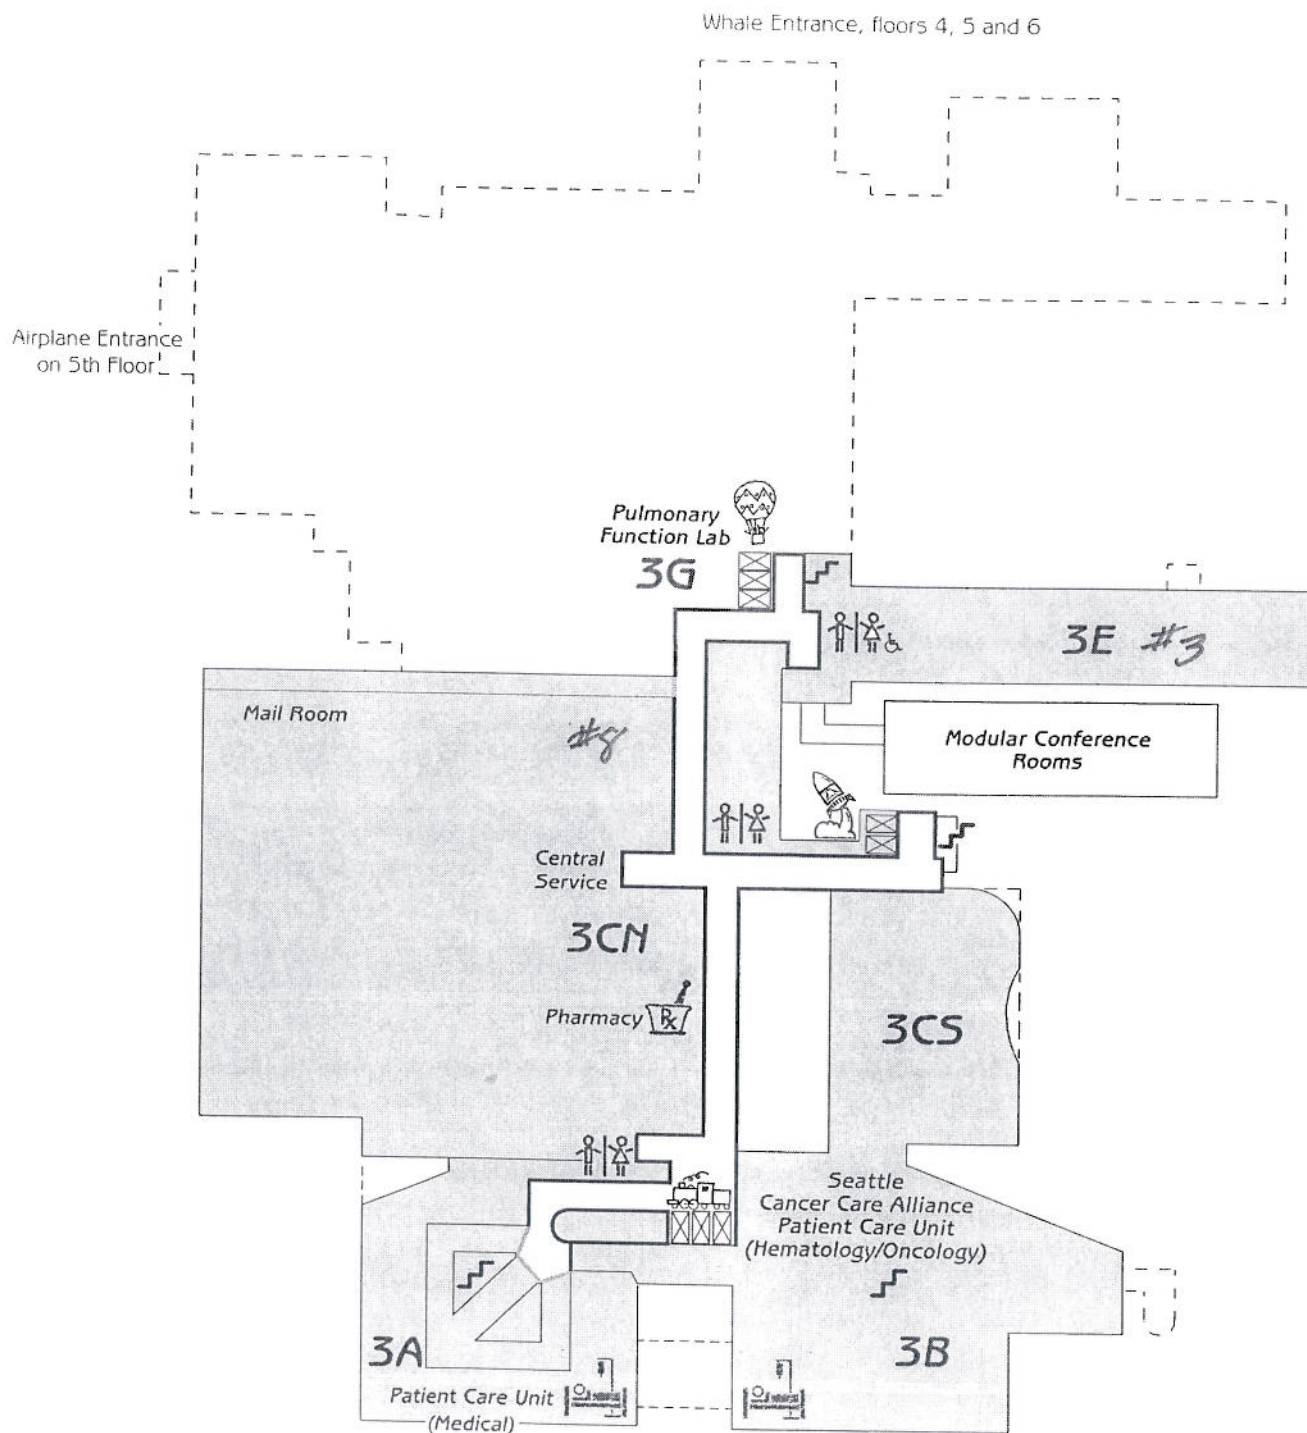 Whale Entrance, floors 4, 5 and 6
Airplane Entrance
on 5th Floor
Pulmonary
Function Lab
3G
3E #3
Mail Room
#8
Modular Conference
Rooms
Central
Service
3CN
Pharmacy
Rx
3CS
Seattle
Cancer Care Alliance
Patient Care Unit
(Hematology/Oncology)
3A
3B
Patient Care Unit
(Medical)